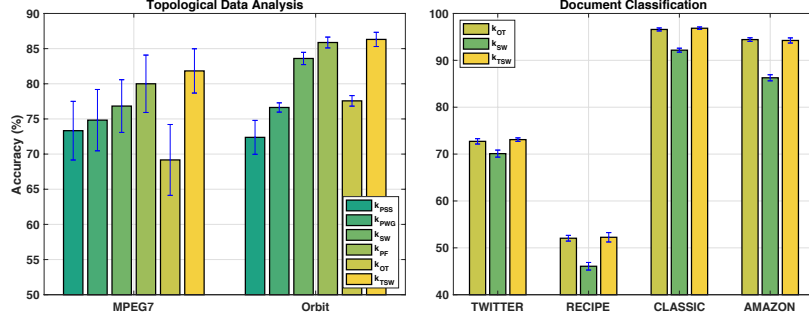 Topological Data Analysis
Accuracy (%)
90
85
80
75
70
65
60
55
50
MPEG7
Orbit
k_PSS
k_PWG
k_SW
k_PF
k_OT
k_TSW
Document Classification
100
90
80
70
60
50
40
TWITTER
RECIPE
CLASSIC
AMAZON
k_OT
k_SW
k_TSW